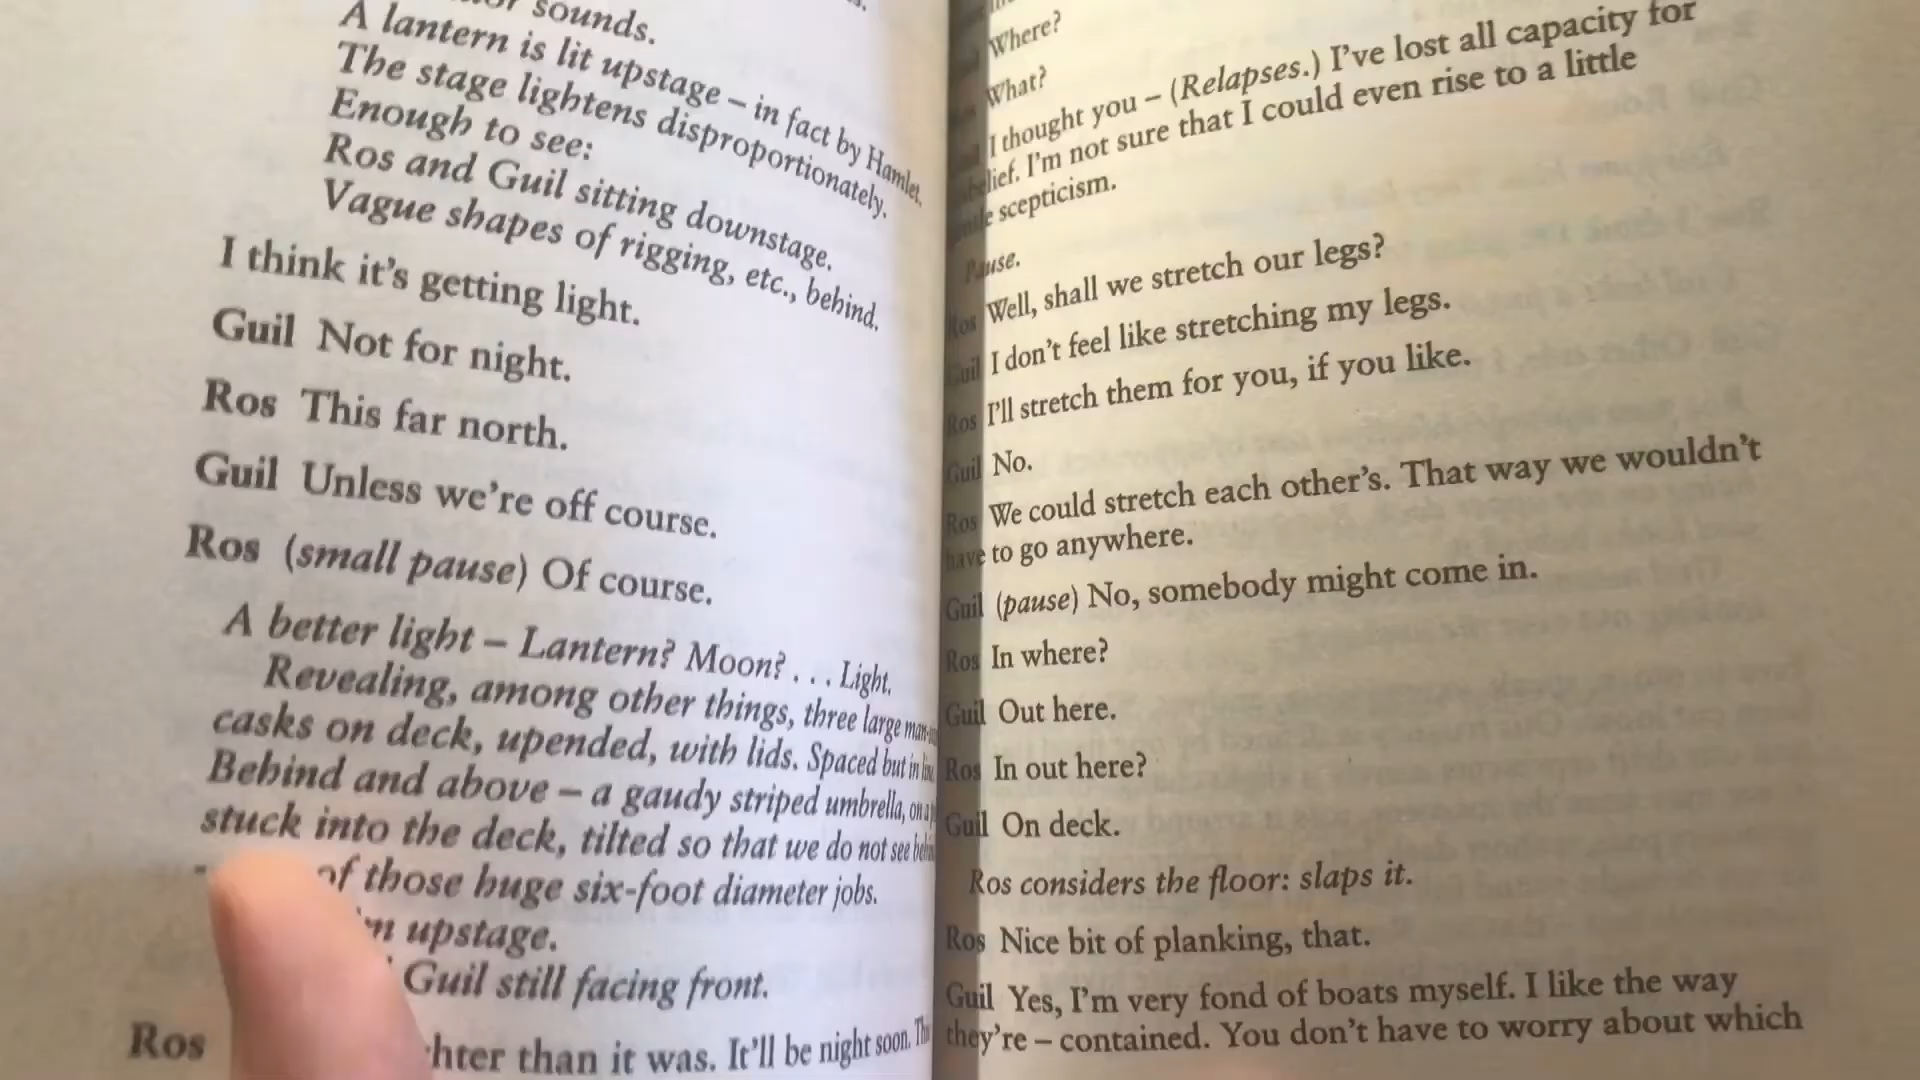 sounds.
A lantern is lit upstage – in fact by Hamlet.
The stage lightens disproportionately.
Enough to see:
Ros and Guil sitting downstage.
Vague shapes of rigging, etc., behind.
I think it's getting light.
Guil Not for night.
Ros This far north.
Guil Unless we're off course.
Ros (small pause) Of course.
A better light – Lantern? Moon? . . . Light.
Revealing, among other things, three large
casks on deck, upended, with lids. Spaced but in
Behind and above – a gaudy striped umbrella, on a
stuck into the deck, tilted so that we do not see
of those huge six-foot diameter jobs.
upstage.
Guil still facing front.
Ros than it was. It'll be night soon.
Where?
What?
I thought you – (Relapses.) I've lost all capacity for
I'm not sure that I could even rise to a little
scepticism.
Pause.
Ros Well, shall we stretch our legs?
Guil I don't feel like stretching my legs.
Ros I'll stretch them for you, if you like.
Guil No.
Ros We could stretch each other's. That way we wouldn't
have to go anywhere.
Guil (pause) No, somebody might come in.
Ros In where?
Guil Out here.
Ros In out here?
Guil On deck.
Ros considers the floor: slaps it.
Ros Nice bit of planking, that.
Guil Yes, I'm very fond of boats myself. I like the way
they're – contained. You don't have to worry about which